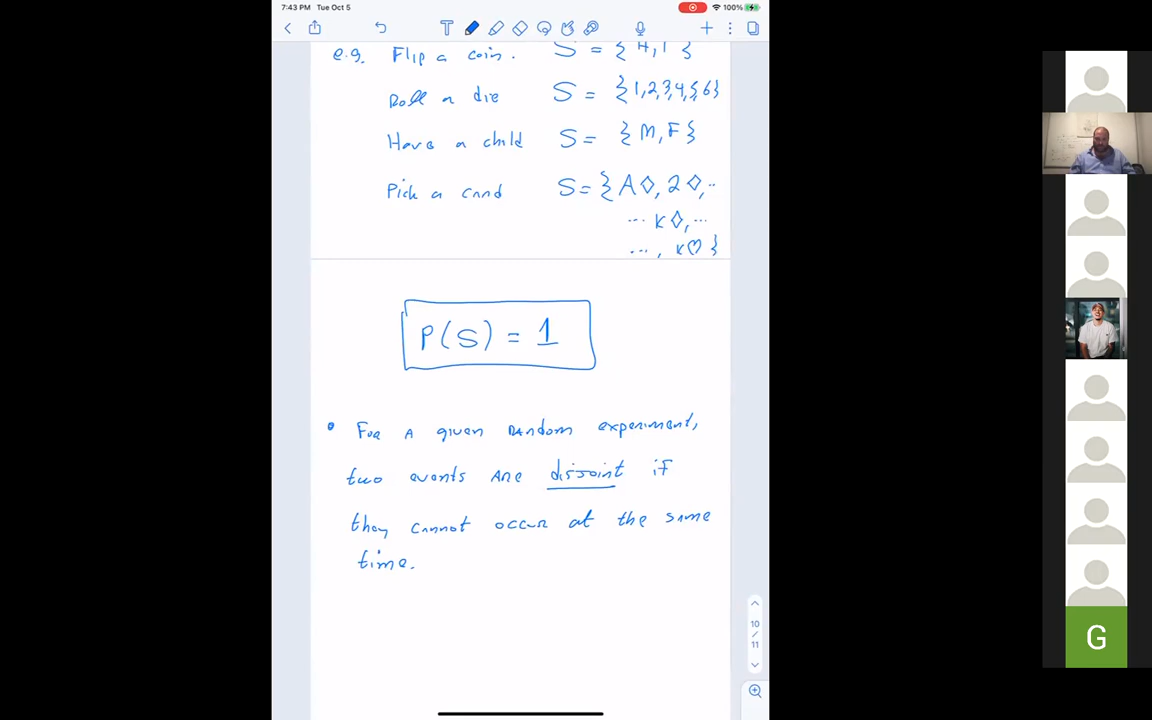 7:43 PM Tue Oct 5
100%
e.g. Flip a coin. S = { H, T }
Roll a die S = {1,2,3,4,5,6}
Have a child S = {M, F}
Pick a card S = {A◇, 2◇, ..
... K◇, ...
..., K♡ }
P(S) = 1
• For a given random experiment,
two events are disjoint if
they cannot occur at the same
time.
10
/
11
G